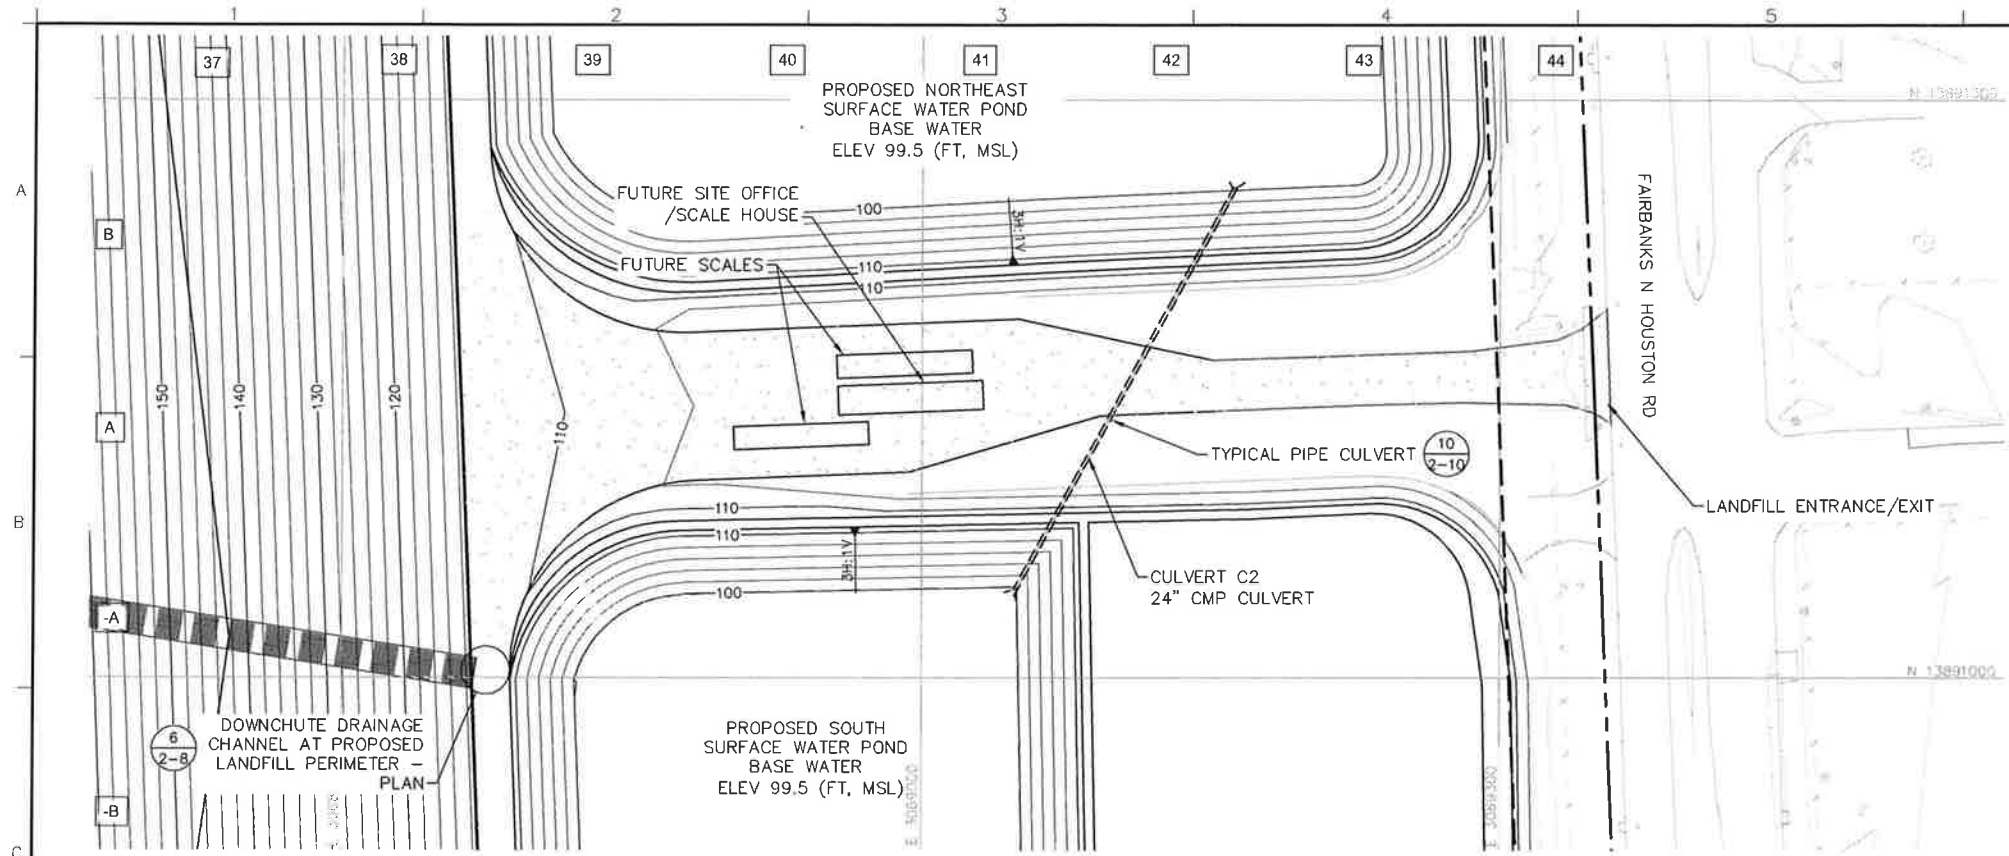 1
2
3
4
5
37
38
39
40
41
42
43
44
PROPOSED NORTHEAST
SURFACE WATER POND
BASE WATER
ELEV 99.5 (FT, MSL)
N 13891300
A
FUTURE SITE OFFICE
/SCALE HOUSE
100
3H:1V
B
FUTURE SCALES
110
110
FAIRBANKS N HOUSTON RD
150
140
130
120
110
A
TYPICAL PIPE CULVERT
10
2-10
LANDFILL ENTRANCE/EXIT
B
110
110
3H:1V
100
CULVERT C2
24" CMP CULVERT
-A
N 13891000
6
2-8
DOWNCHUTE DRAINAGE
CHANNEL AT PROPOSED
LANDFILL PERIMETER –
PLAN
PROPOSED SOUTH
SURFACE WATER POND
BASE WATER
ELEV 99.5 (FT, MSL)
-B
E 3089300
C